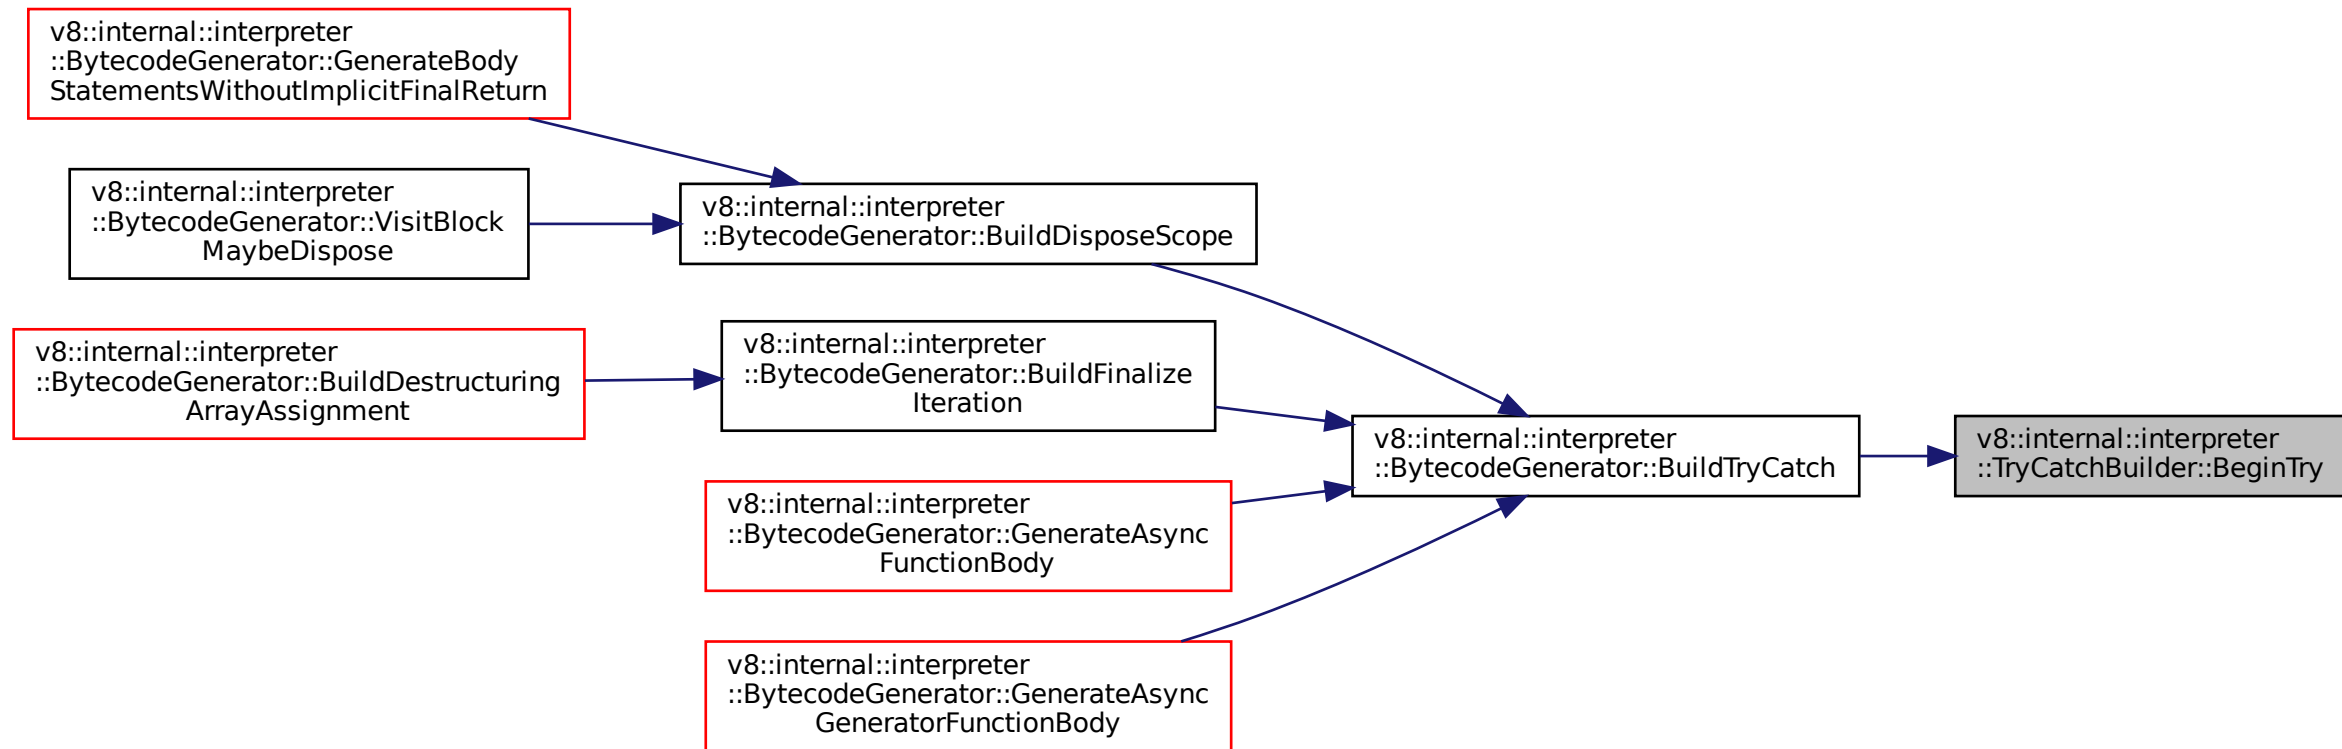 v8::internal::interpreter
::BytecodeGenerator::GenerateBody
StatementsWithoutImplicitFinalReturn
v8::internal::interpreter
::BytecodeGenerator::VisitBlock
MaybeDispose
v8::internal::interpreter
::BytecodeGenerator::BuildDestructuring
ArrayAssignment
v8::internal::interpreter
::BytecodeGenerator::BuildDisposeScope
v8::internal::interpreter
::BytecodeGenerator::BuildFinalize
Iteration
v8::internal::interpreter
::BytecodeGenerator::GenerateAsync
FunctionBody
v8::internal::interpreter
::BytecodeGenerator::GenerateAsync
GeneratorFunctionBody
v8::internal::interpreter
::BytecodeGenerator::BuildTryCatch
v8::internal::interpreter
::TryCatchBuilder::BeginTry